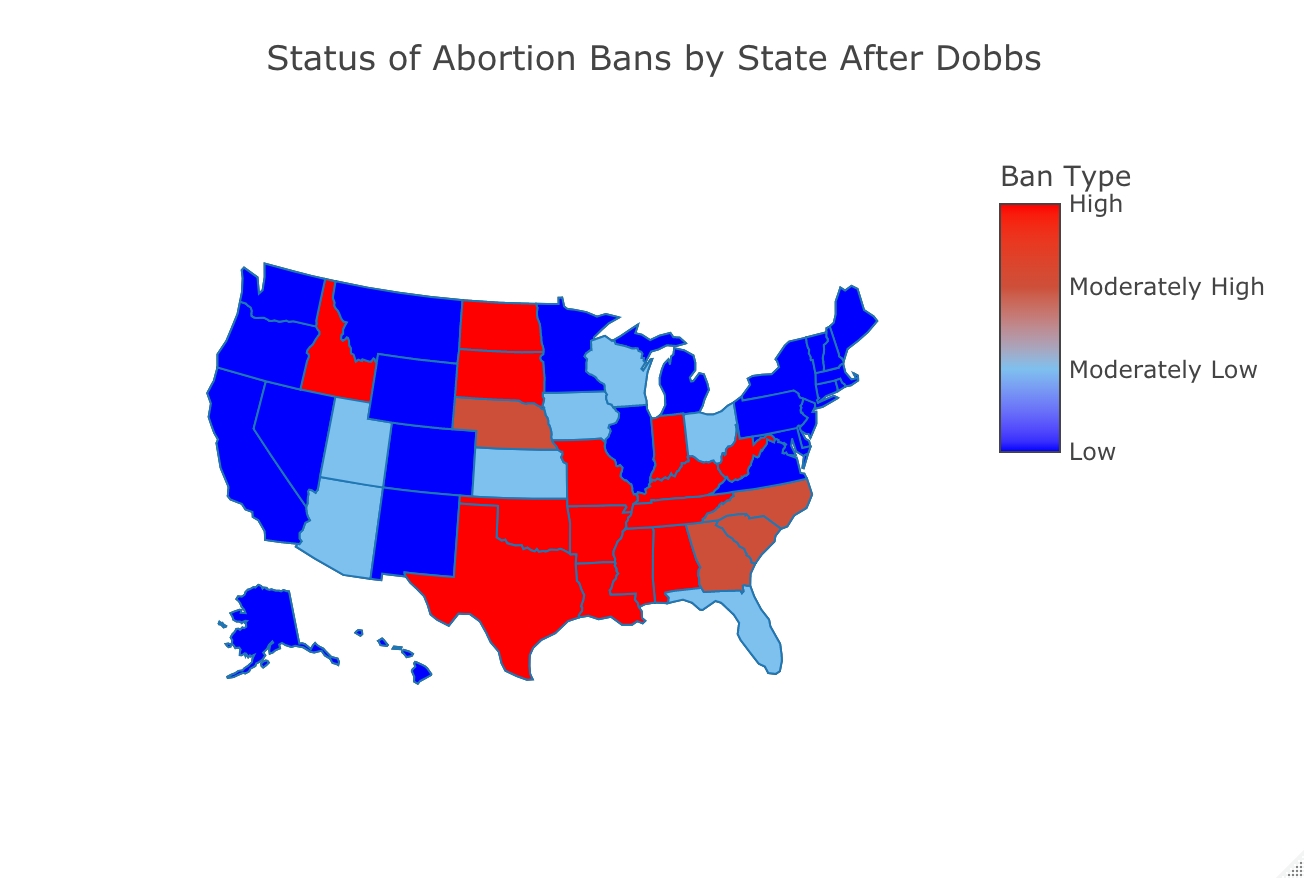 Status of Abortion Bans by State After Dobbs
Ban Type
High
Moderately High
Moderately Low
Low